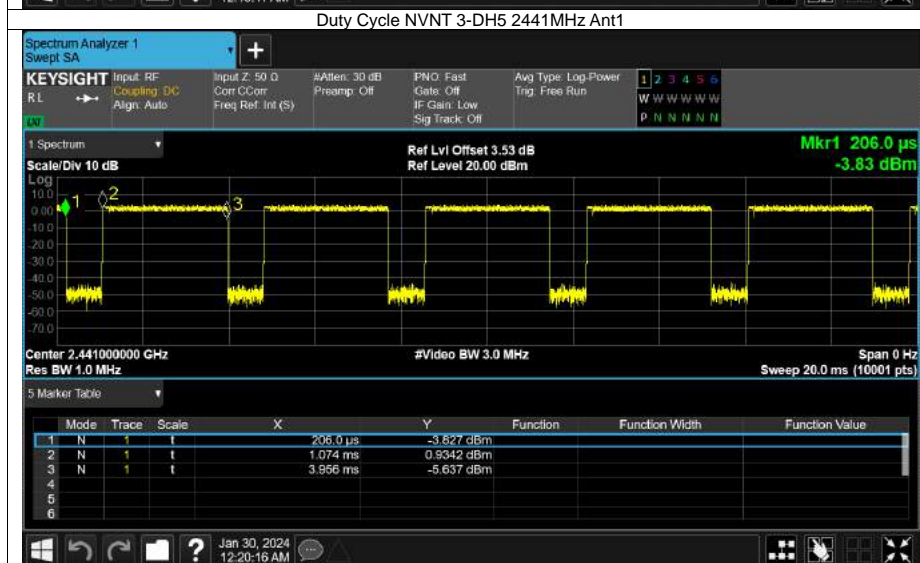 Duty Cycle NVNT 3-DH5 2441MHz Ant1
Spectrum Analyzer 1
Swept SA
+
KEYSIGHT Input: RF Input Z: 50 Ω #Atten: 30 dB PNO: Fast Avg Type: Log-Power 1 2 3 4 5 6
R L Coupling: DC Corr CCorr Preamp: Off Gate: Off Trig: Free Run W W W W W W
Align: Auto Freq Ref: Int (S) IF Gain: Low
Sig Track: Off P N N N N N
1 Spectrum Ref Lvl Offset 3.53 dB Mkr1 206.0 µs
Scale/Div 10 dB Ref Level 20.00 dBm -3.83 dBm
Log
10.0
0.00
-10.0
-20.0
-30.0
-40.0
-50.0
-60.0
-70.0
1 2 3
Center 2.441000000 GHz #Video BW 3.0 MHz Span 0 Hz
Res BW 1.0 MHz Sweep 20.0 ms (10001 pts)
5 Marker Table
Mode Trace Scale X Y Function Function Width Function Value
1 N 1 t 206.0 µs -3.827 dBm
2 N 1 t 1.074 ms 0.9342 dBm
3 N 1 t 3.956 ms -5.637 dBm
4
5
6
? Jan 30, 2024
12:20:16 AM